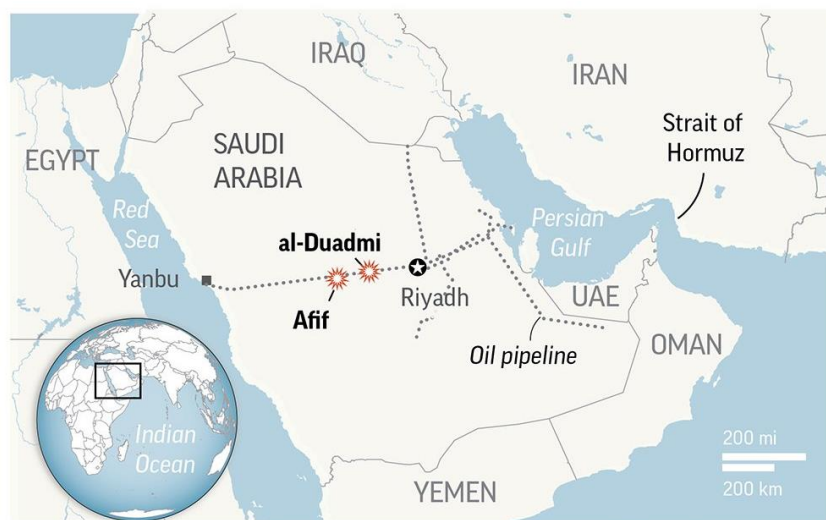 IRAQ
IRAN
Strait of
Hormuz
EGYPT
SAUDI
ARABIA
Red
Sea
al-Duadmi
Persian
Gulf
Yanbu
Afif
Riyadh
UAE
Oil pipeline
OMAN
Indian
Ocean
YEMEN
200 mi
200 km